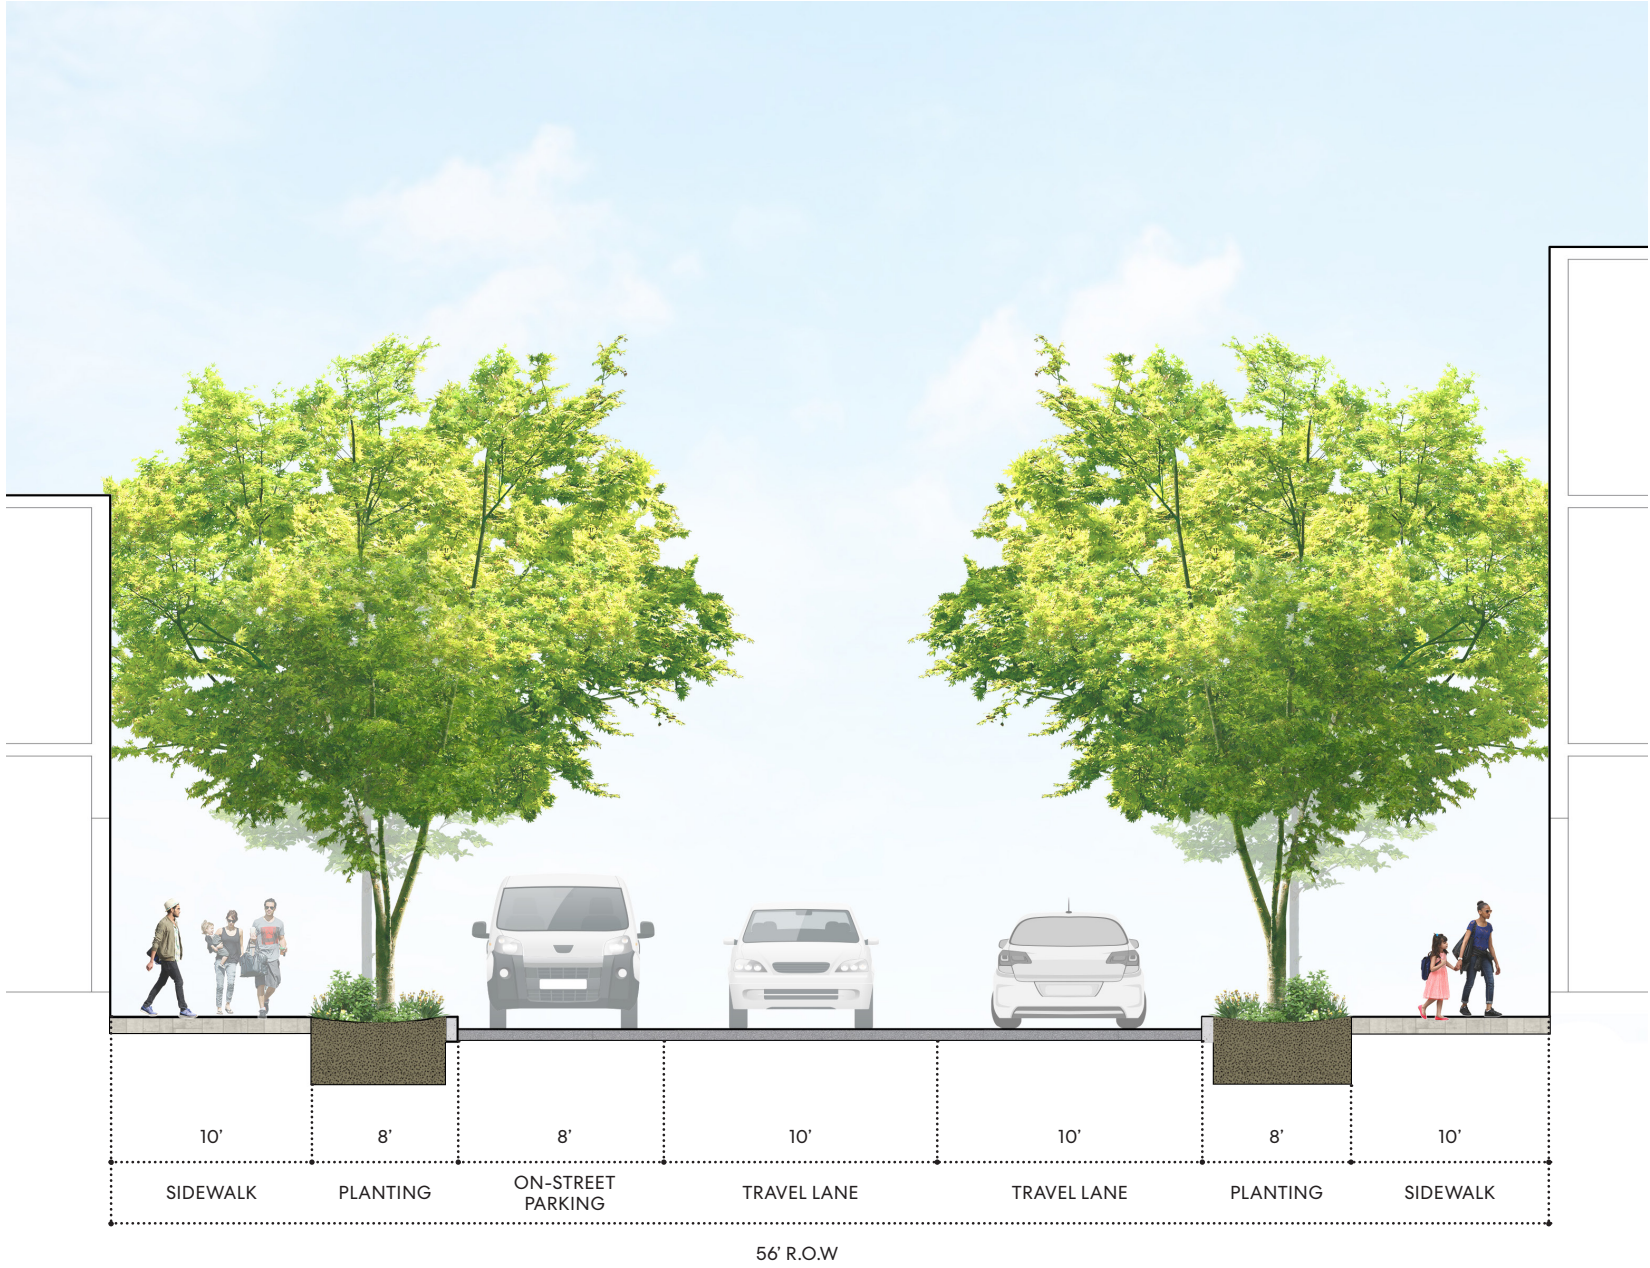 10’ 8’ 8’ 10’ 10’ 8’ 10’
SIDEWALK PLANTING ON-STREET PARKING TRAVEL LANE TRAVEL LANE PLANTING SIDEWALK
56’ R.O.W